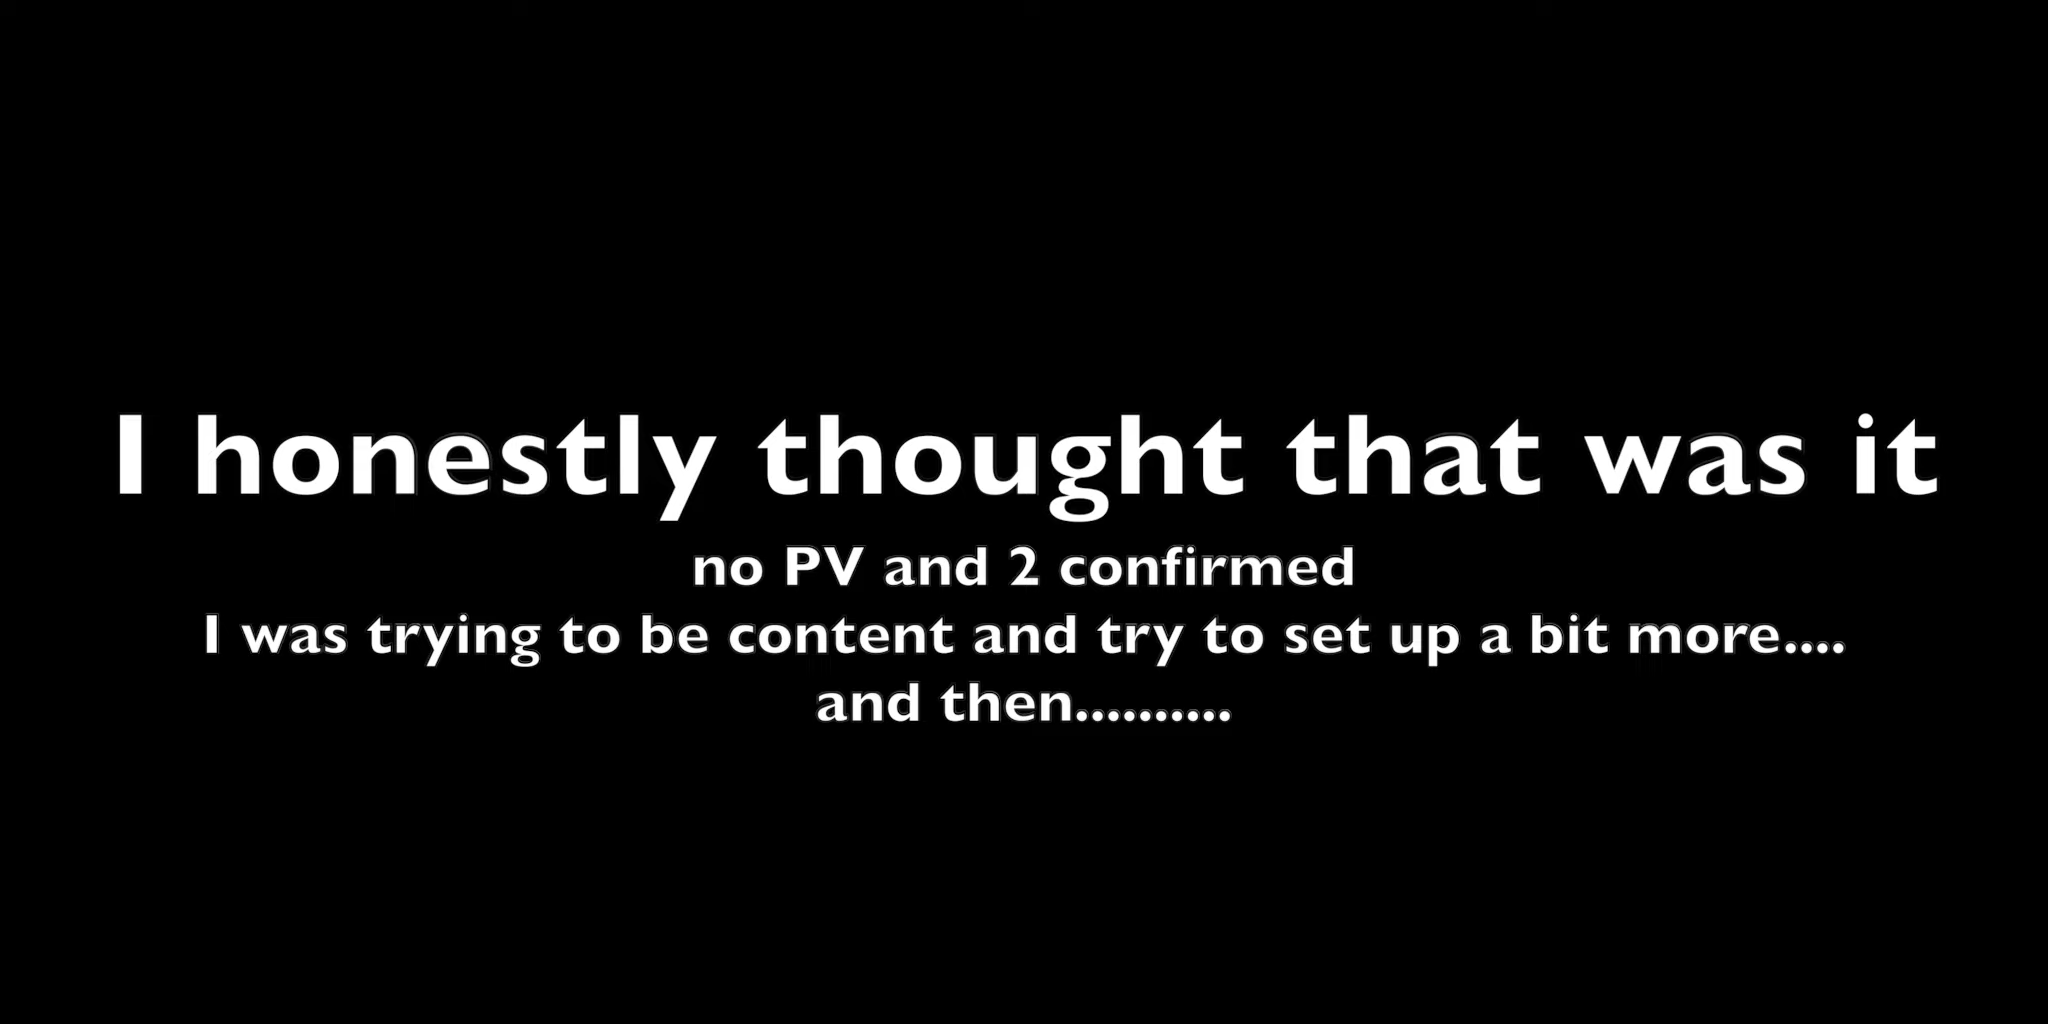 I honestly thought that was it
no PV and 2 confirmed
I was trying to be content and try to set up a bit more....
and then..........